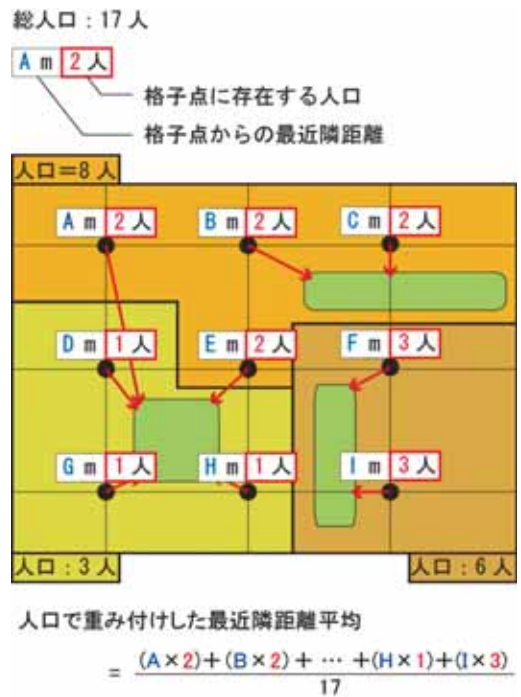 総人口：17人
A m 2人
格子点に存在する人口
格子点からの最近隣距離
人口＝8人
A m 2人 B m 2人 C m 2人
D m 1人 E m 2人 F m 3人
G m 1人 H m 1人 I m 3人
人口：3人 人口：6人
人口で重み付けした最近隣距離平均
= (A×2)+(B×2)+ … +(H×1)+(I×3)
17